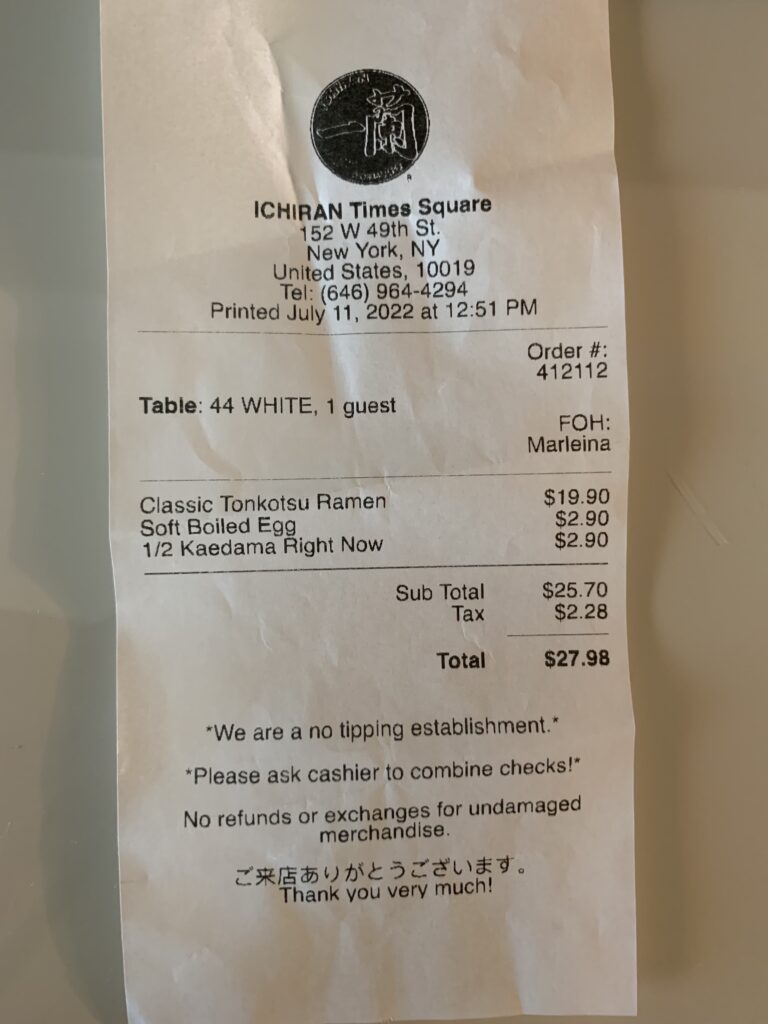 ICHIRAN
一蘭
ICHIRAN Times Square
152 W 49th St.
New York, NY
United States, 10019
Tel: (646) 964-4294
Printed July 11, 2022 at 12:51 PM
Order #:
412112
Table: 44 WHITE, 1 guest
FOH:
Marleina
Classic Tonkotsu Ramen $19.90
Soft Boiled Egg $2.90
1/2 Kaedama Right Now $2.90
Sub Total $25.70
Tax $2.28
Total $27.98
*We are a no tipping establishment.*
*Please ask cashier to combine checks!*
No refunds or exchanges for undamaged
merchandise.
ご来店ありがとうございます。
Thank you very much!